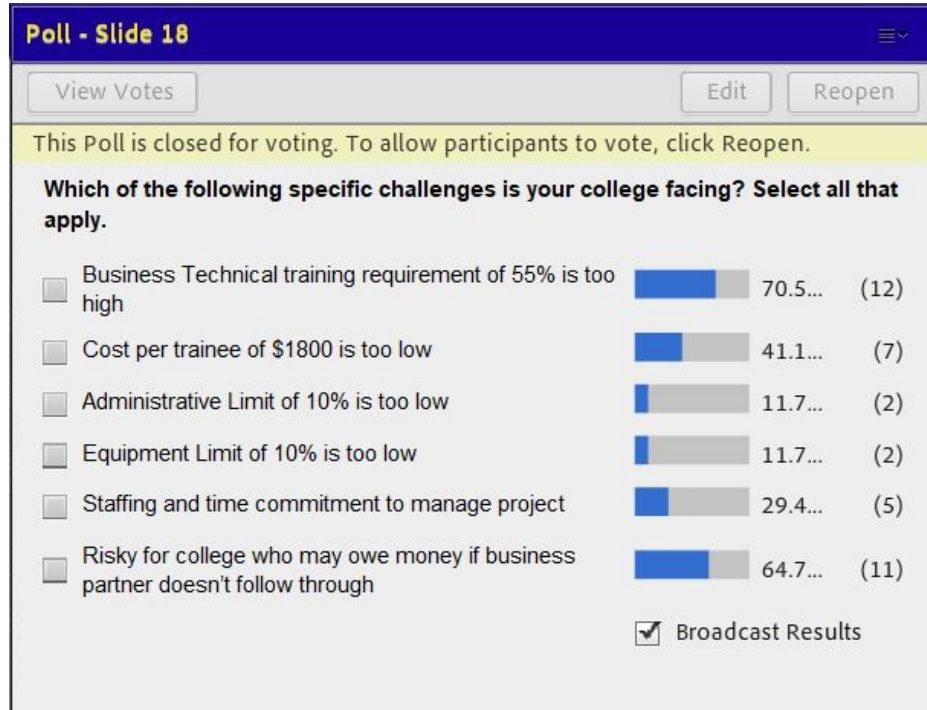 Poll - Slide 18
View Votes
Edit
Reopen
This Poll is closed for voting. To allow participants to vote, click Reopen.
Which of the following specific challenges is your college facing? Select all that
apply.
Business Technical training requirement of 55% is too
high
70.5... (12)
Cost per trainee of $1800 is too low
41.1... (7)
Administrative Limit of 10% is too low
11.7... (2)
Equipment Limit of 10% is too low
11.7... (2)
Staffing and time commitment to manage project
29.4... (5)
Risky for college who may owe money if business
partner doesn't follow through
64.7... (11)
Broadcast Results